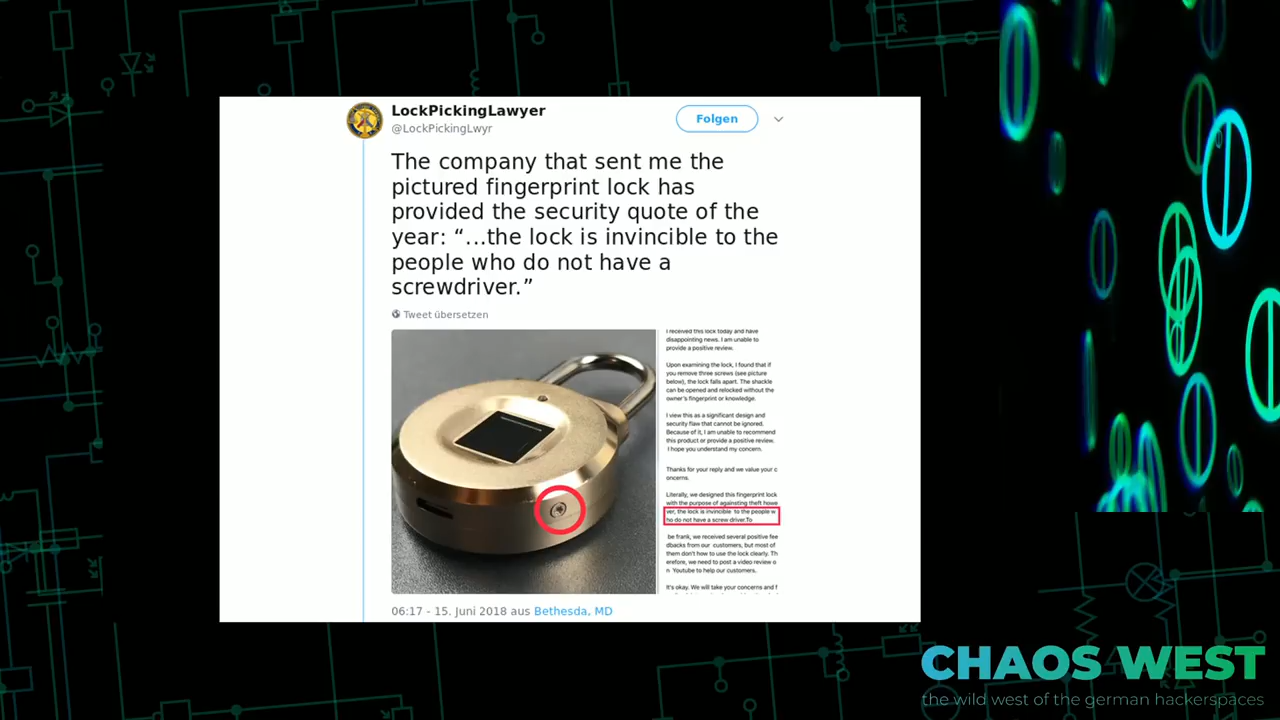 LockPickingLawyer
@LockPickingLwyr
Folgen
The company that sent me the
pictured fingerprint lock has
provided the security quote of the
year: “...the lock is invincible to the
people who do not have a
screwdriver.”
Tweet übersetzen
I received this lock today and have
disappointing news. I am unable to
provide a positive review.
Upon examining the lock, I found that if
you remove three screws (see picture
below), the lock falls apart. The shackle
can be opened and relocked without the
owner's fingerprint or knowledge.
I view this as a significant design and
security flaw that cannot be ignored.
Because of it, I am unable to recommend
this product or provide a positive review.
I hope you understand my concern.
Thanks for your reply and we value your c
oncerns.
Literally, we designed this fingerprint lock
with the purpose of againsting theft howe
ver, the lock is invincible to the people w
ho do not have a screw driver.To
be frank, we received several positive fee
dbacks from our customers, but most of
them don't how to use the lock clearly. Th
erefore, we need to post a video review o
n Youtube to help our customers.
It's okay. We will take your concerns and f
06:17 - 15. Juni 2018 aus Bethesda, MD
CHAOS WEST
the wild west of the german hackerspaces